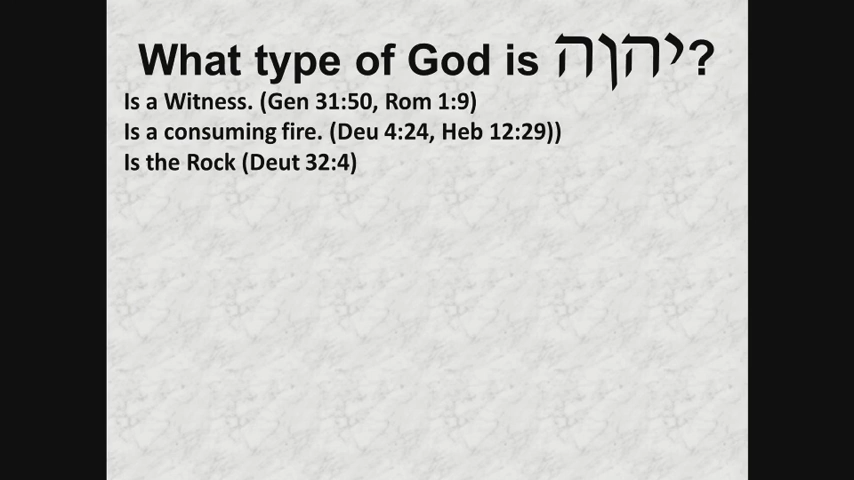 What type of God is יהוה?
Is a Witness. (Gen 31:50, Rom 1:9)
Is a consuming fire. (Deu 4:24, Heb 12:29))
Is the Rock (Deut 32:4)